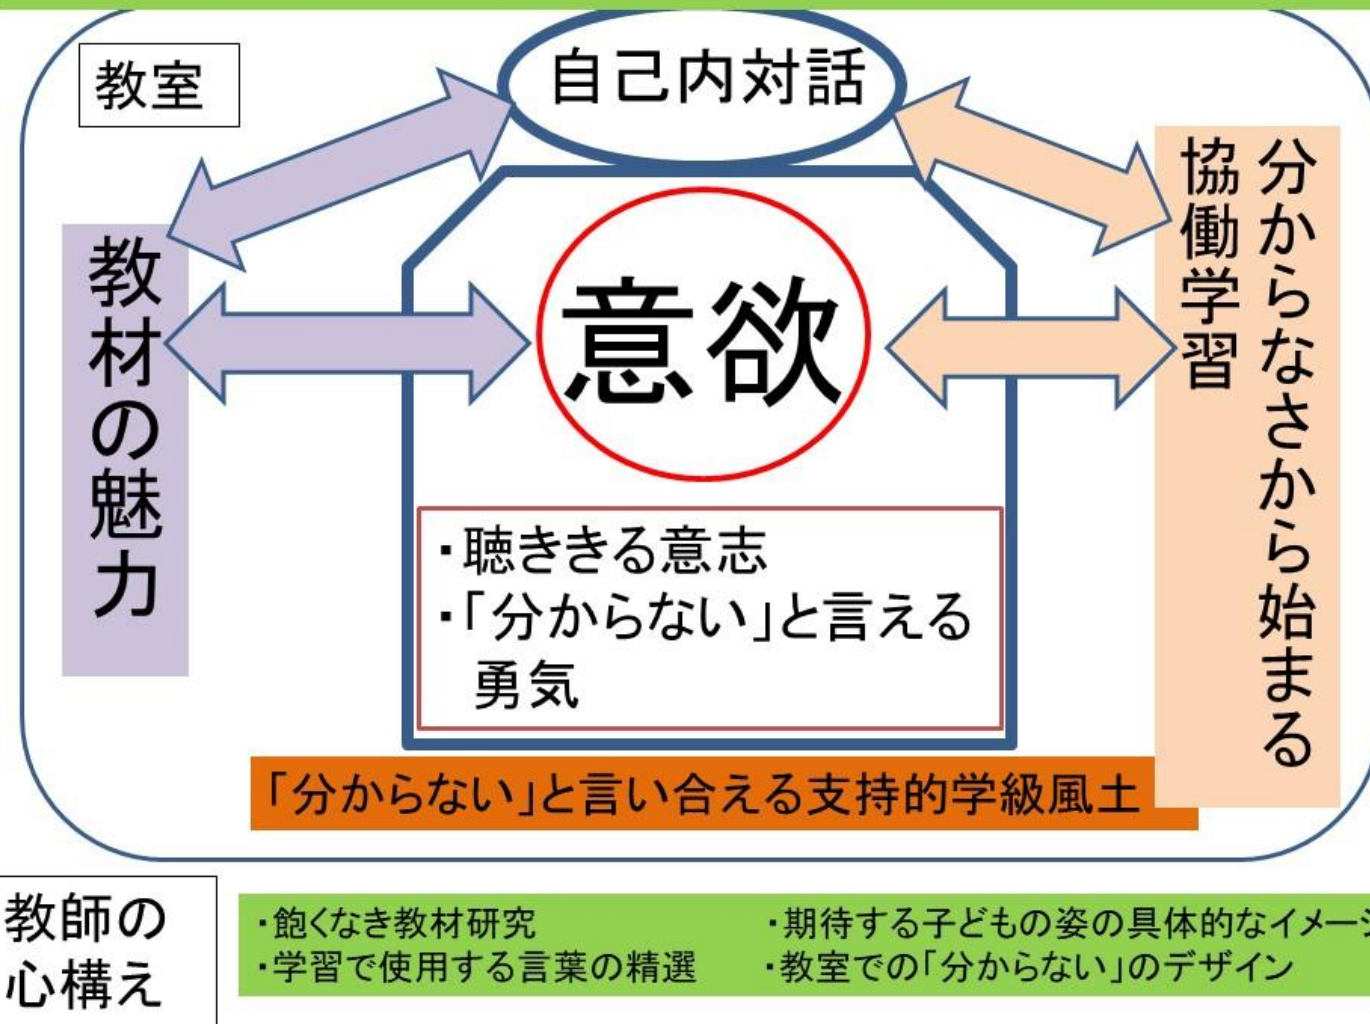 教室
自己内対話
教材の魅力
意欲
分からなさから始まる
協働学習
・聴ききる意志
・「分からない」と言える
勇気
「分からない」と言い合える支持的学級風土
教師の
心構え
・飽くなき教材研究
・期待する子どもの姿の具体的なイメージ
・学習で使用する言葉の精選
・教室での「分からない」のデザイン